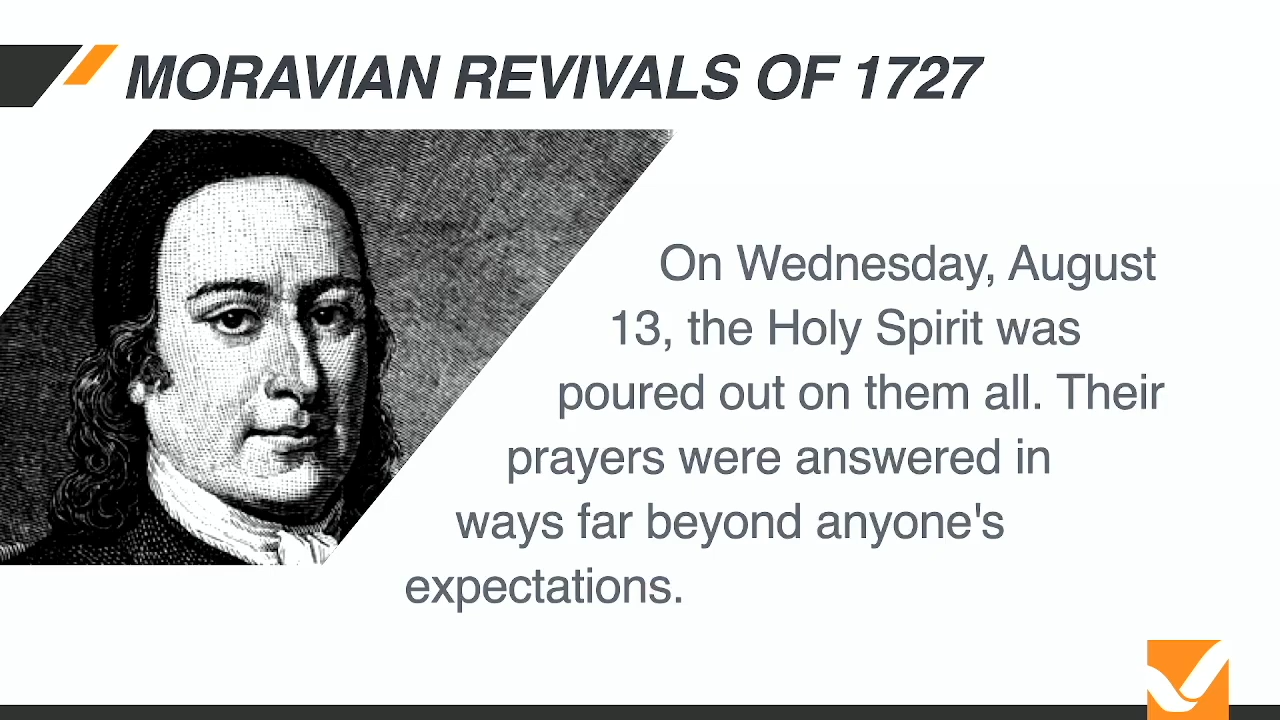 MORAVIAN REVIVALS OF 1727
On Wednesday, August
13, the Holy Spirit was
poured out on them all. Their
prayers were answered in
ways far beyond anyone's
expectations.